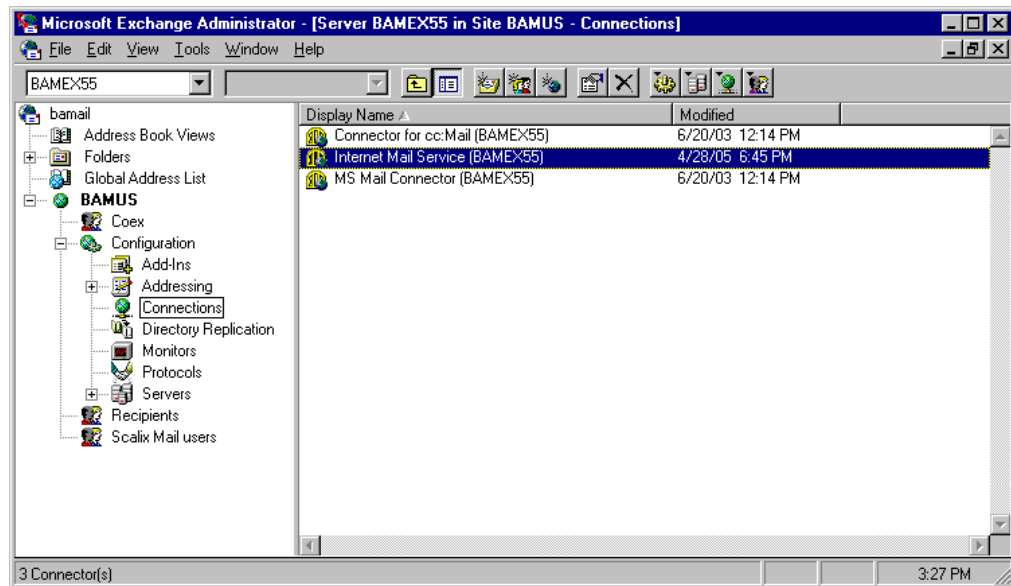 Microsoft Exchange Administrator - [Server BAMEX55 in Site BAMUS - Connections]
File Edit View Tools Window Help
BAMEX55
bamail
Address Book Views
Folders
Global Address List
BAMUS
Coex
Configuration
Add-Ins
Addressing
Connections
Directory Replication
Monitors
Protocols
Servers
Recipients
Scalix Mail users
Display Name Modified
Connector for cc:Mail (BAMEX55) 6/20/03 12:14 PM
Internet Mail Service (BAMEX55) 4/28/05 6:45 PM
MS Mail Connector (BAMEX55) 6/20/03 12:14 PM
3 Connector(s) 3:27 PM